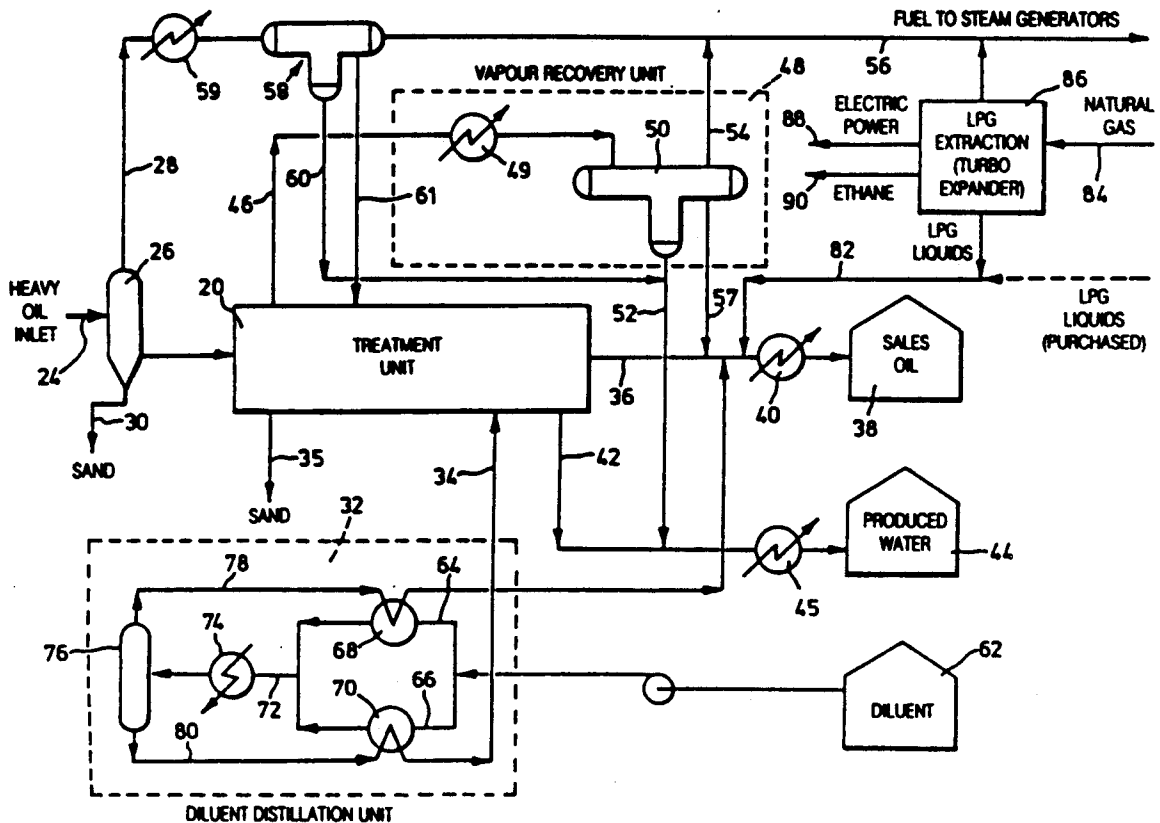 FUEL TO STEAM GENERATORS
59
58
56
VAPOUR RECOVERY UNIT
48
86
ELECTRIC
POWER
88
LPG
EXTRACTION
(TURBO
EXPANDER)
NATURAL
GAS
84
28
50
54
49
60
46
61
90
ETHANE
LPG
LIQUIDS
26
82
HEAVY
OIL
INLET
20
52
57
LPG
LIQUIDS
(PURCHASED)
24
TREATMENT
UNIT
SALES
OIL
36
40
38
30
SAND
35
34
42
SAND
32
PRODUCED
WATER
44
78
64
45
74
68
62
76
72
70
66
DILUENT
80
DILUENT DISTILLATION UNIT